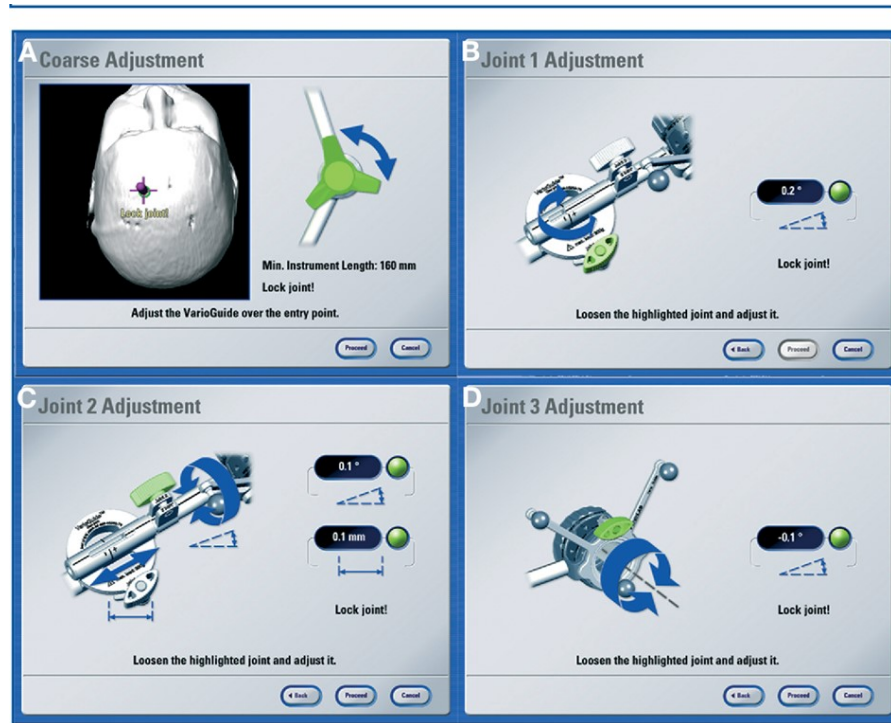 A
Coarse Adjustment
Lock joint!
Min. Instrument Length: 160 mm
Lock joint!
Adjust the VarioGuide over the entry point.
Proceed
Cancel
B
Joint 1 Adjustment
VarioGuide
0.2 °
Lock joint!
Loosen the highlighted joint and adjust it.
Back
Proceed
Cancel
C
Joint 2 Adjustment
VarioGuide
0.1 °
0.1 mm
Lock joint!
Loosen the highlighted joint and adjust it.
Back
Proceed
Cancel
D
Joint 3 Adjustment
-0.1 °
Lock joint!
Loosen the highlighted joint and adjust it.
Back
Proceed
Cancel